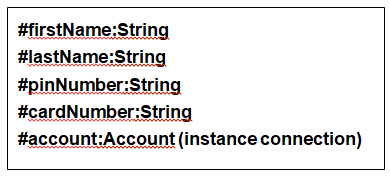 #firstName:String
#lastName:String
#pinNumber:String
#cardNumber:String
#account:Account (instance connection)